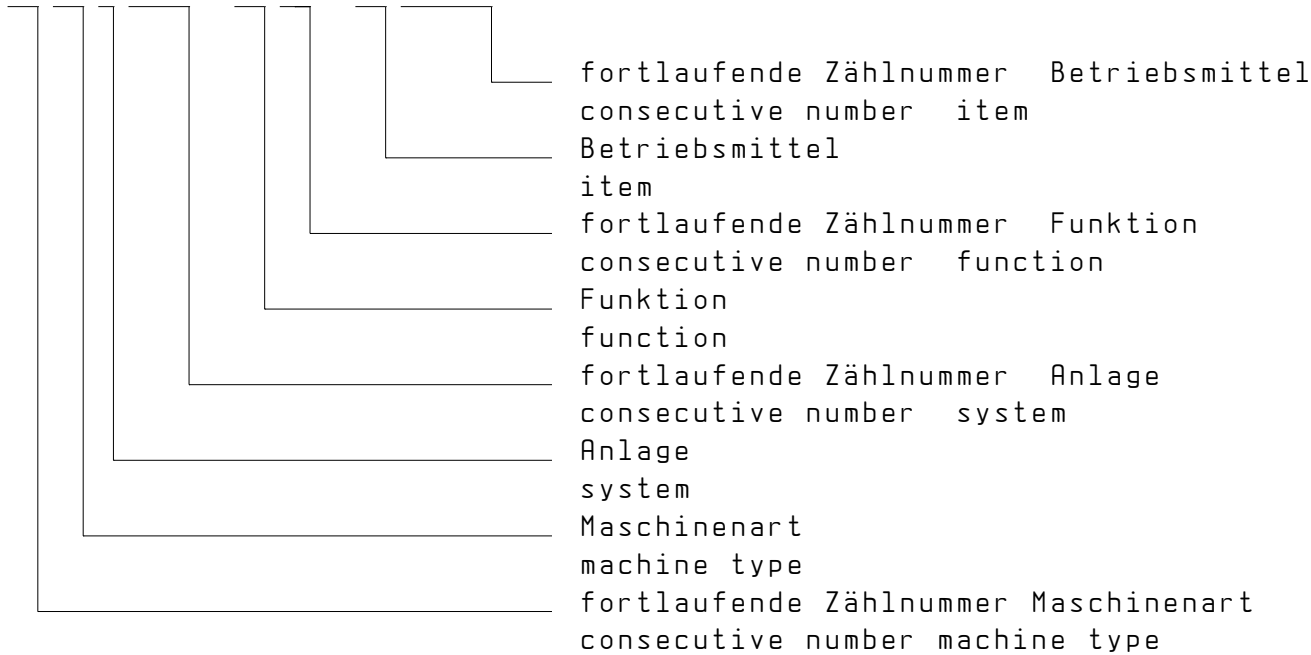 fortlaufende Zählnummer Betriebsmittel
consecutive number item
Betriebsmittel
item
fortlaufende Zählnummer Funktion
consecutive number function
Funktion
function
fortlaufende Zählnummer Anlage
consecutive number system
Anlage
system
Maschinenart
machine type
fortlaufende Zählnummer Maschinenart
consecutive number machine type